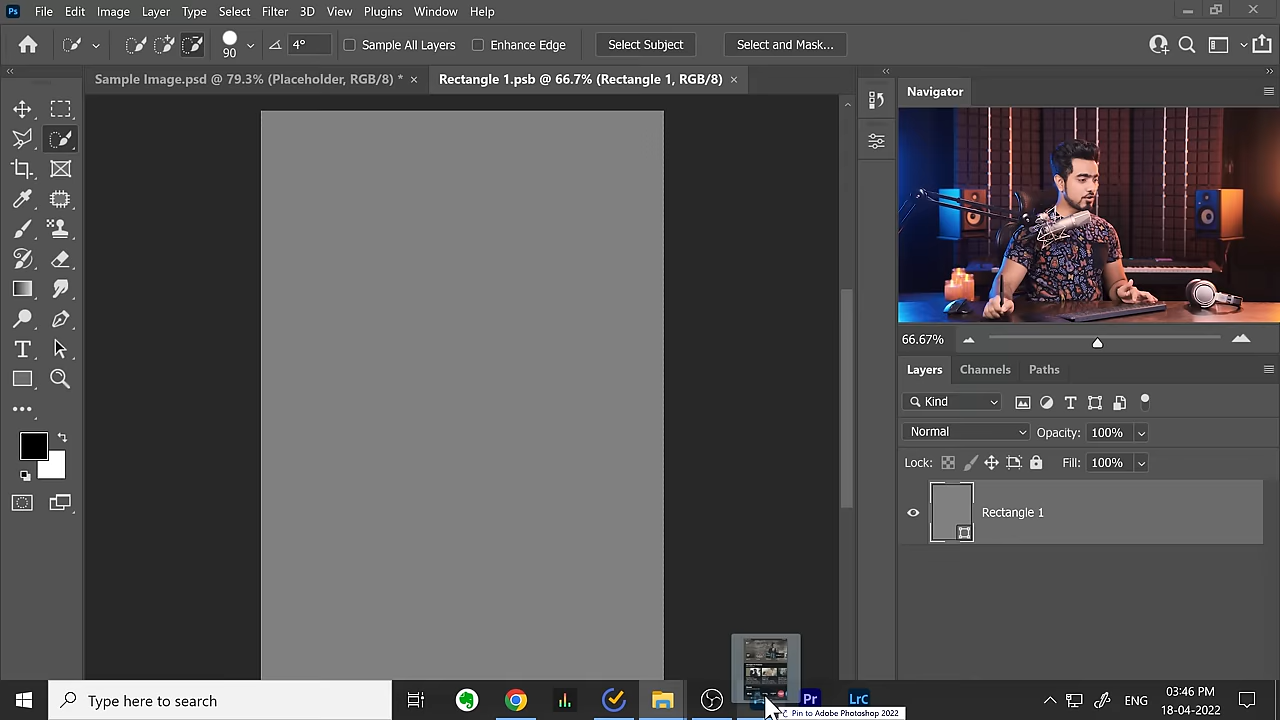 Ps File Edit Image Layer Type Select Filter 3D View Plugins Window Help
90 4° Sample All Layers Enhance Edge Select Subject Select and Mask...
Sample Image.psd @ 79.3% (Placeholder, RGB/8) * × Rectangle 1.psb @ 66.7% (Rectangle 1, RGB/8) ×
Navigator
66.67%
Layers Channels Paths
Kind
Normal Opacity: 100%
Lock: Fill: 100%
Rectangle 1
Type here to search
Pr Lrc
ENG
03:46 PM
18-04-2022
Pin to Adobe Photoshop 2022